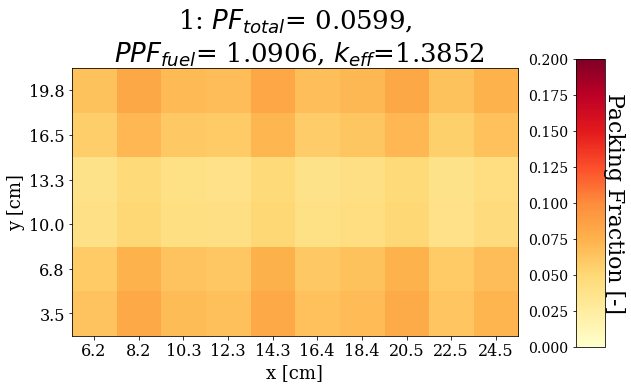 1: PF_total= 0.0599,
PPF_fuel= 1.0906, k_eff=1.3852
19.8
16.5
13.3
10.0
6.8
3.5
y [cm]
6.2 8.2 10.3 12.3 14.3 16.4 18.4 20.5 22.5 24.5
x [cm]
0.200
0.175
0.150
0.125
0.100
0.075
0.050
0.025
0.000
Packing Fraction [-]